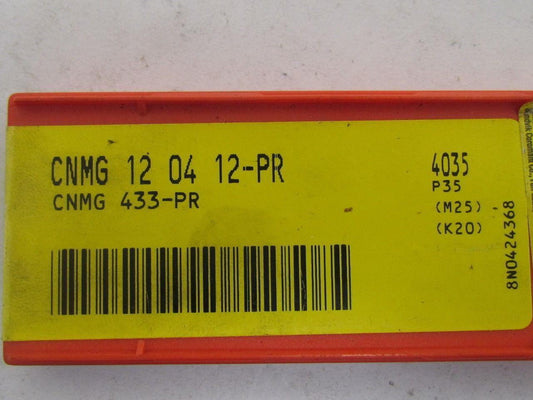 CNMG 12 04 12-PR
CNMG 433-PR
4035
P35
(M25)
(K20)
8N0424368